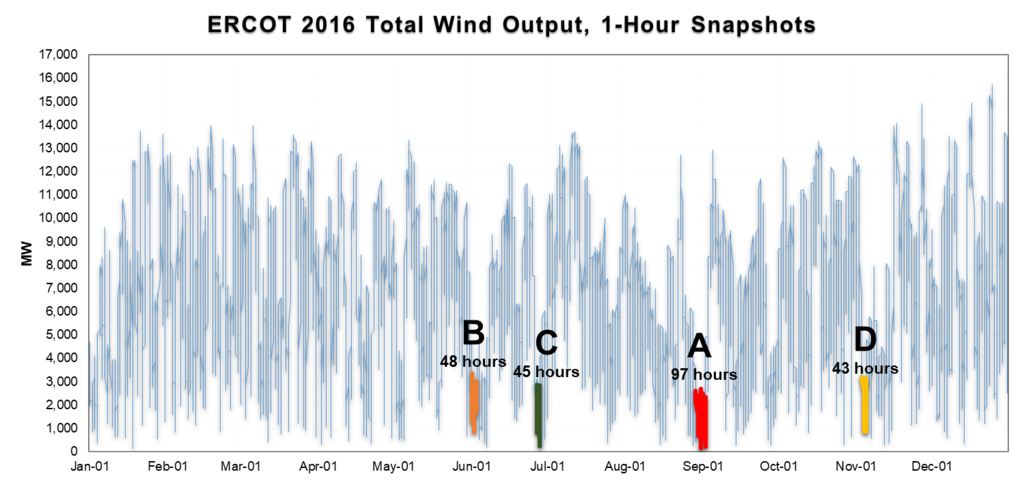 ERCOT 2016 Total Wind Output, 1-Hour Snapshots
17,000
16,000
15,000
14,000
13,000
12,000
11,000
10,000
9,000
8,000
7,000
6,000
5,000
4,000
3,000
2,000
1,000
0
MW
B
48 hours
C
45 hours
A
97 hours
D
43 hours
Jan-01 Feb-01 Mar-01 Apr-01 May-01 Jun-01 Jul-01 Aug-01 Sep-01 Oct-01 Nov-01 Dec-01